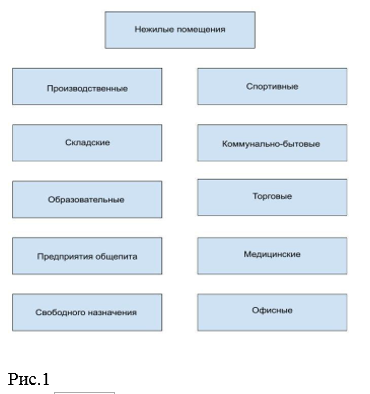 Нежилые помещения
Производственные
Спортивные
Складские
Коммунально-бытовые
Образовательные
Торговые
Предприятия общепита
Медицинские
Свободного назначения
Офисные
Рис.1